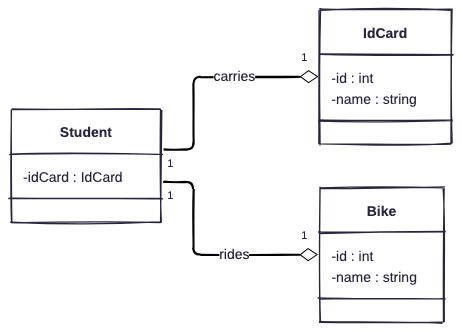 IdCard
-id : int
-name : string
1
carries
Student
-idCard : IdCard
1
1
Bike
-id : int
-name : string
1
rides